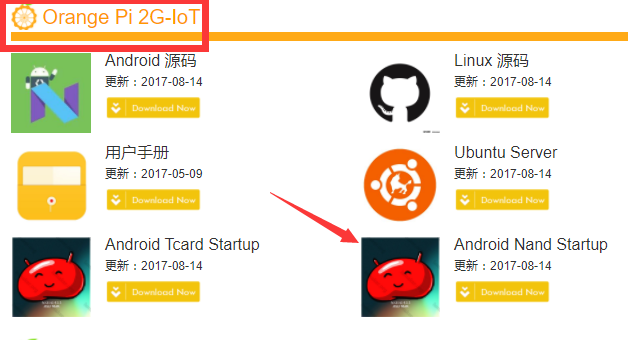 Orange Pi 2G-IoT
Android 源码
更新：2017-08-14
Download Now
Linux 源码
更新：2017-08-14
Download Now
用户手册
更新：2017-05-09
Download Now
Ubuntu Server
更新：2017-08-14
Download Now
Android Tcard Startup
更新：2017-08-14
Download Now
Android Nand Startup
更新：2017-08-14
Download Now